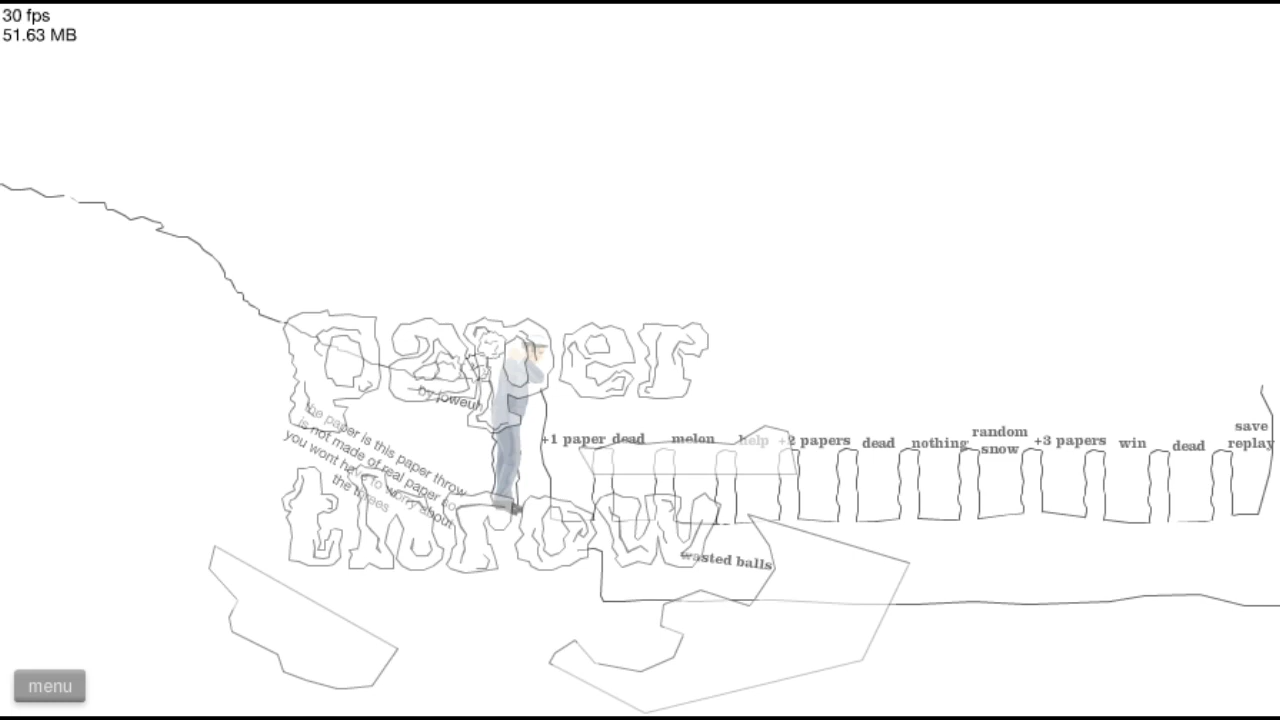 30 fps
51.63 MB
paper
by joweuh
the paper is this paper throw
is not made of real paper so
you wont have to worry about
the threes
throw
+1 paper dead melon help +2 papers dead nothing random snow +3 papers win dead save replay
wasted balls
menu